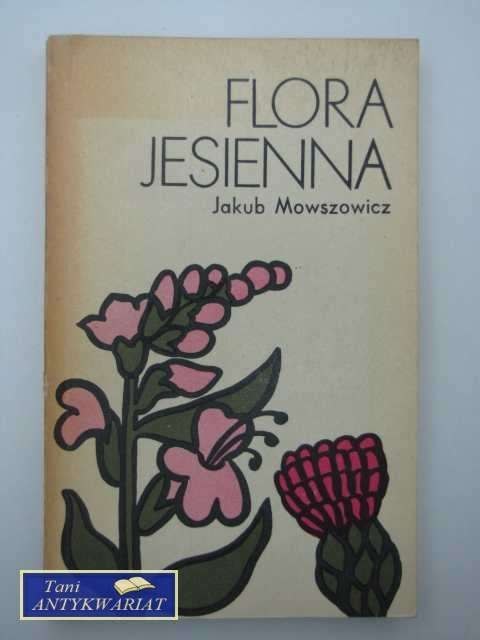 FLORA
JESIENNA
Jakub Mowszowicz
Tani
ANTYKWARIAT